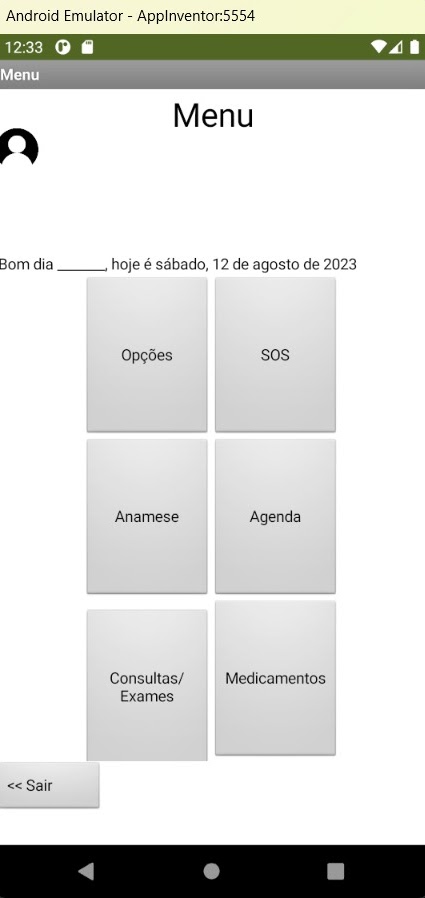 Android Emulator - AppInventor:5554
12:33
Menu
Menu
Bom dia ______, hoje é sábado, 12 de agosto de 2023
Opções
SOS
Anamese
Agenda
Consultas/
Exames
Medicamentos
<< Sair